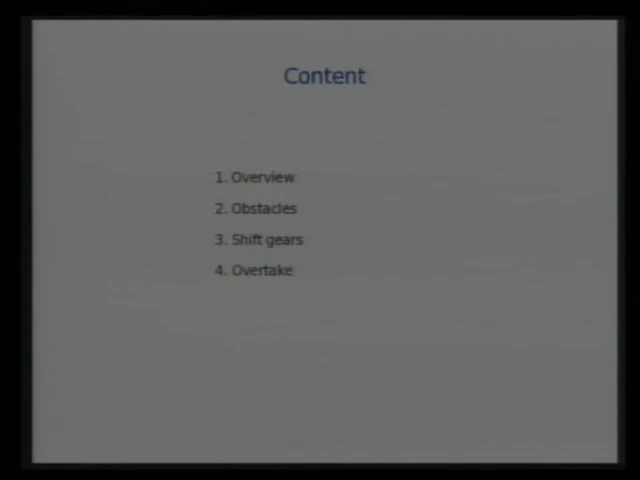 Content
1. Overview
2. Obstacles
3. Shift gears
4. Overtake